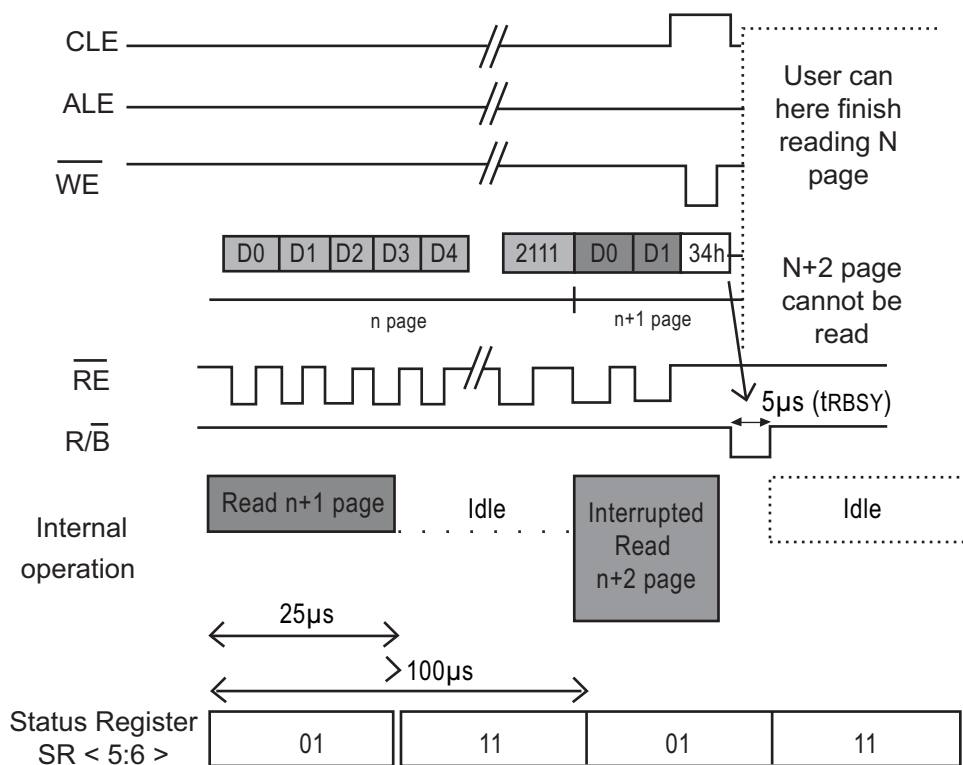 CLE
ALE
WE
User can
here finish
reading N
page
D0 D1 D2 D3 D4 2111 D0 D1 34h
N+2 page
cannot be
read
n page n+1 page
RE
5µs (tRBSY)
R/B
Read n+1 page
Idle
Interrupted
Read
n+2 page
Idle
Internal
operation
25µs
100µs
Status Register
SR < 5:6 >
01 11 01 11